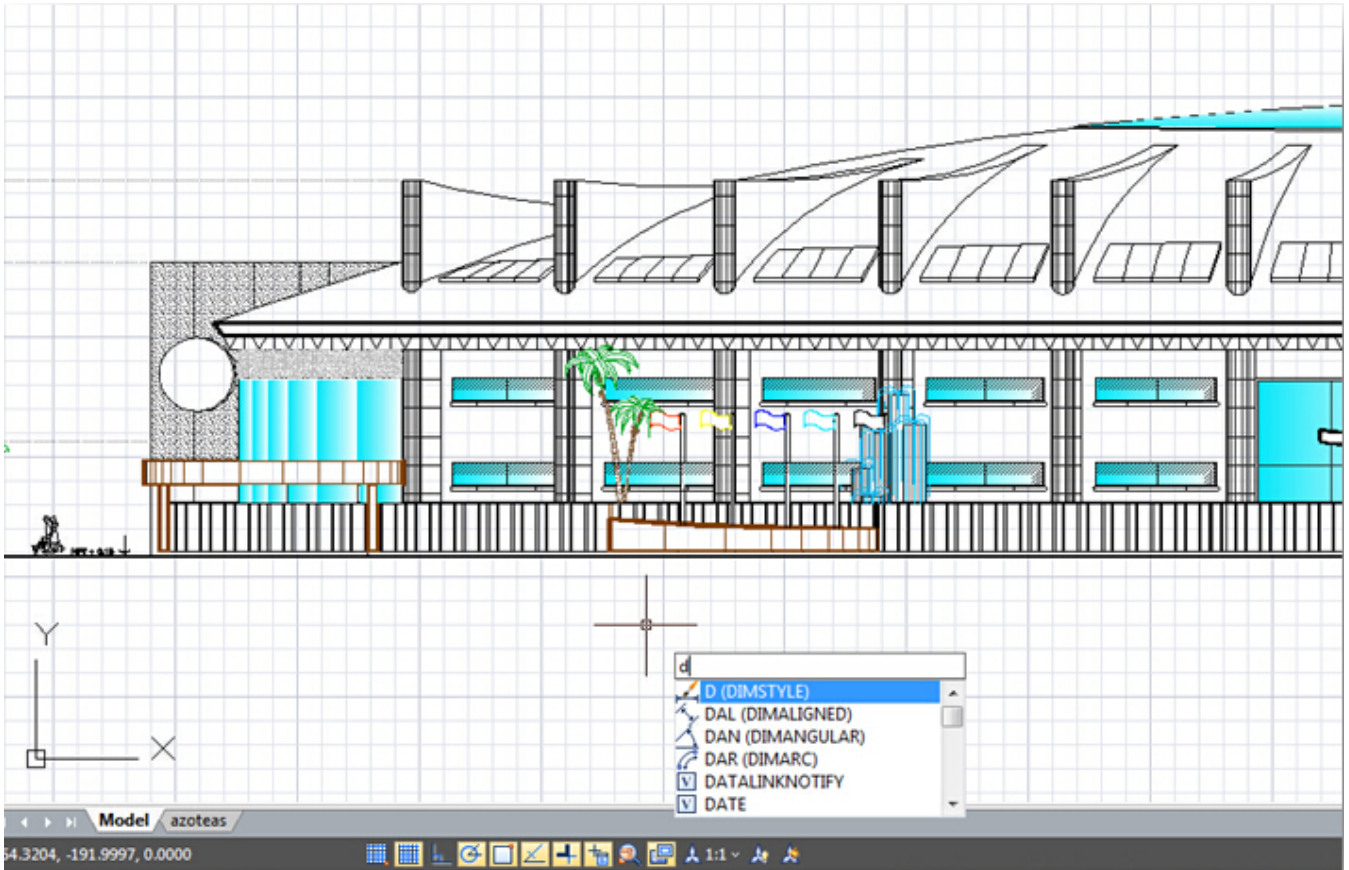 d
D (DIMSTYLE)
DAL (DIMALIGNED)
DAN (DIMANGULAR)
DAR (DIMARC)
V DATALINKNOTIFY
V DATE
Y
X
Model azoteas
54.3204, -191.9997, 0.0000 1:1